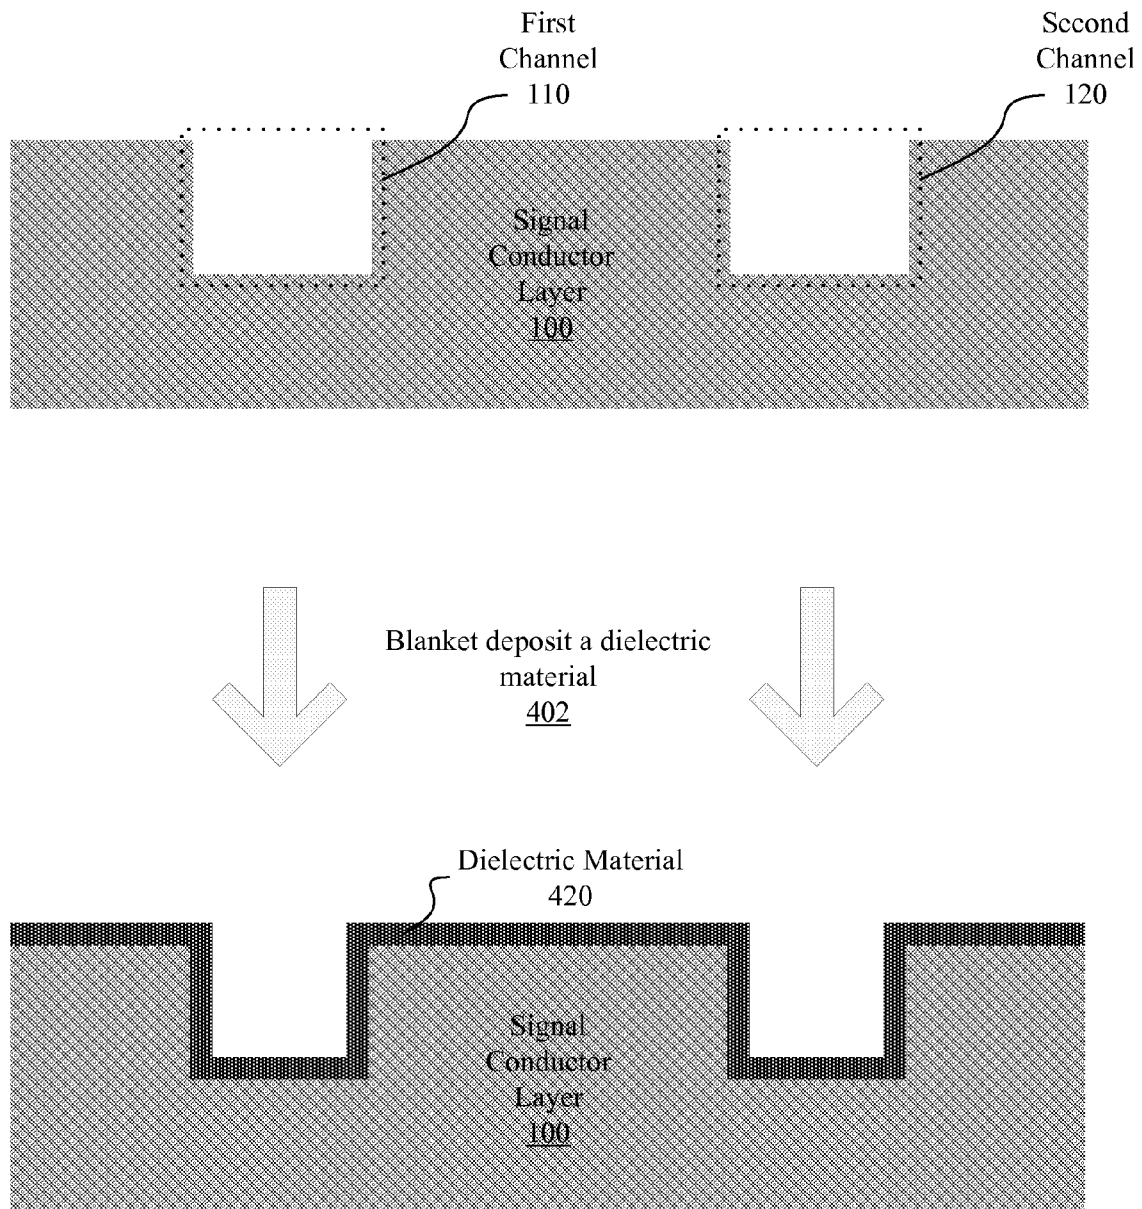 First
Channel
110
Second
Channel
120
Signal
Conductor
Layer
100
Blanket deposit a dielectric
material
402
Dielectric Material
420
Signal
Conductor
Layer
100